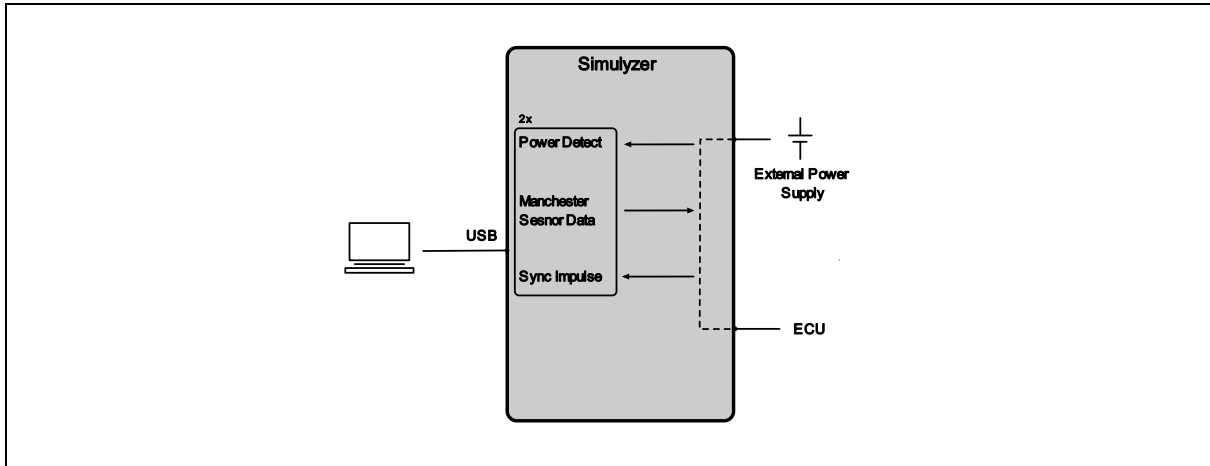 Simulyzer
2x
Power Detect
External Power
Supply
Manchester
Sesnor Data
USB
Sync Impulse
ECU